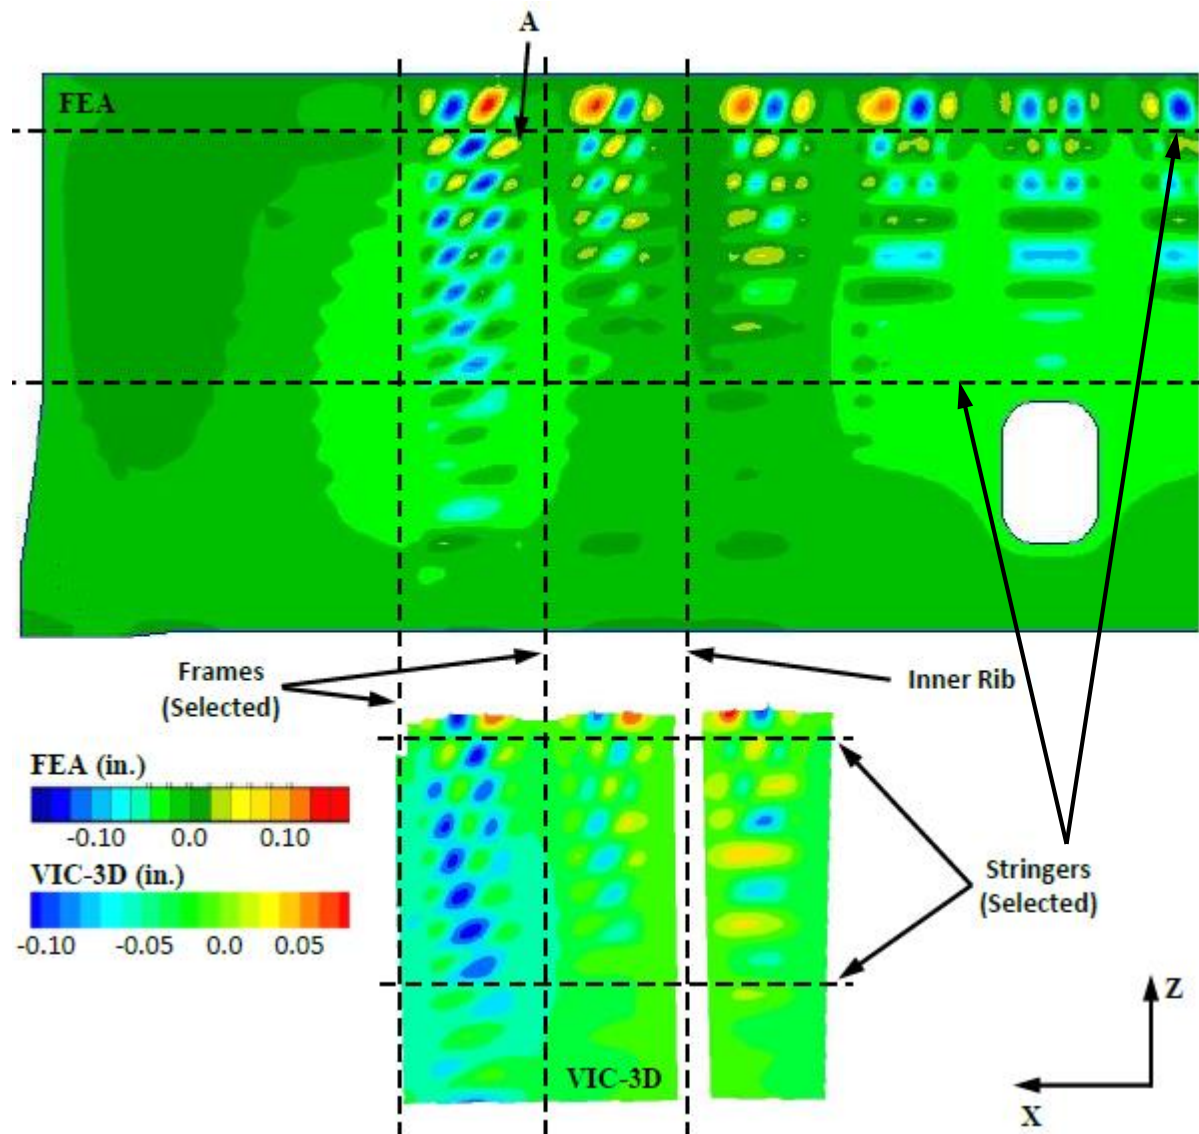 A
FEA
Frames
(Selected)
Inner Rib
FEA (in.)
-0.10 0.0 0.10
VIC-3D (in.)
-0.10 -0.05 0.0 0.05
Stringers
(Selected)
VIC-3D
Z
X